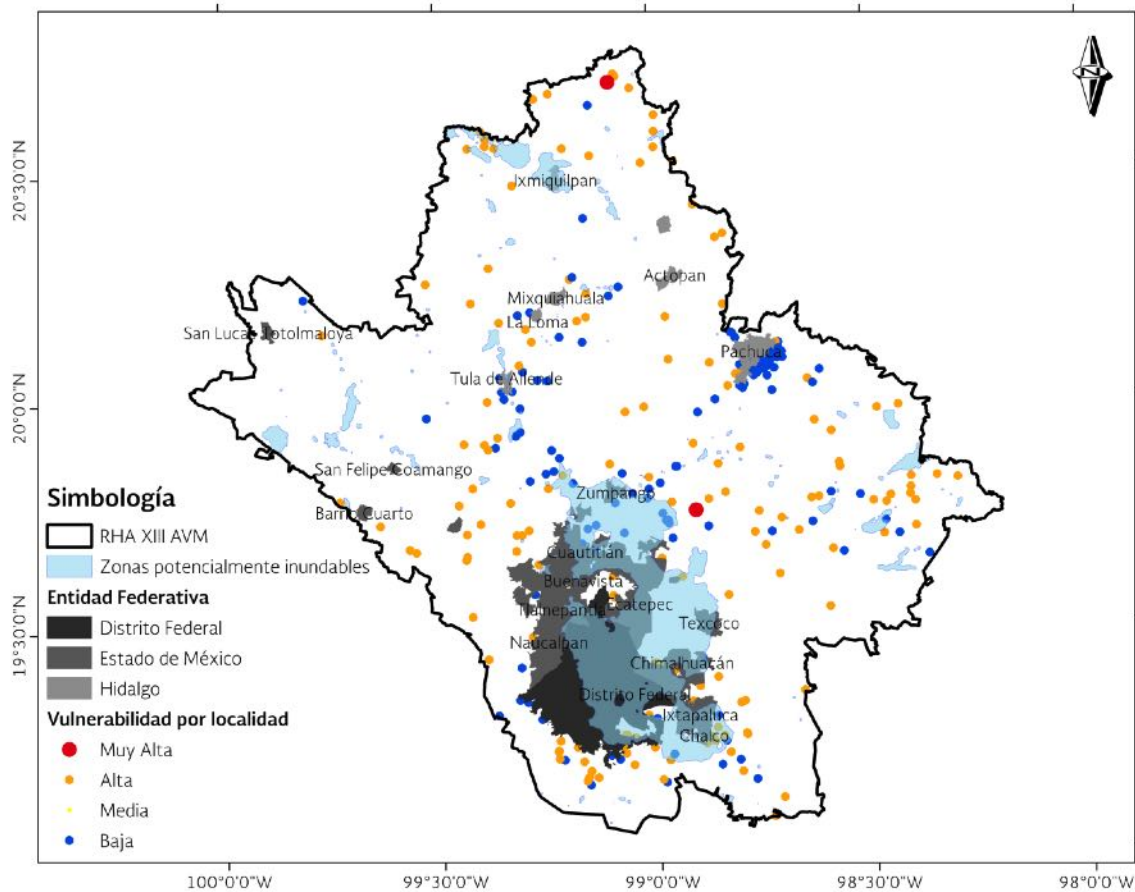 N
20°30'0"N
20°0'0"N
19°30'0"N
Ixmiquilpan
Actopan
Mixquiahuala
La Loma
San Lucas Totolmaloya
Pachuca
Tula de Allende
San Felipe Coamango
Zumpango
Barrio Cuarto
Cuautitlán
Buenavista
Ecatepec
Tlalnepantla
Texcoco
Naucalpan
Chimalhuacán
Distrito Federal
Ixtapaluca
Chalco
Simbología
RHA XIII AVM
Zonas potencialmente inundables
Entidad Federativa
Distrito Federal
Estado de México
Hidalgo
Vulnerabilidad por localidad
Muy Alta
Alta
Media
Baja
100°0'0"W
99°30'0"W
99°0'0"W
98°30'0"W
98°0'0"W